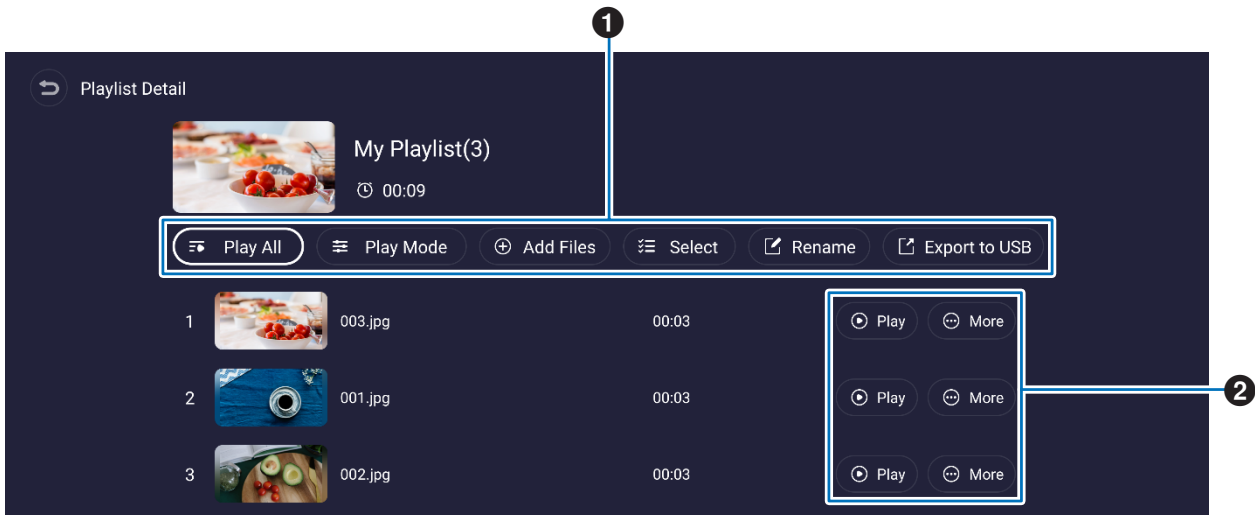 1
Playlist Detail
My Playlist(3)
00:09
Play All Play Mode Add Files Select Rename Export to USB
1 003.jpg 00:03 Play More
2 001.jpg 00:03 Play More
2
3 002.jpg 00:03 Play More